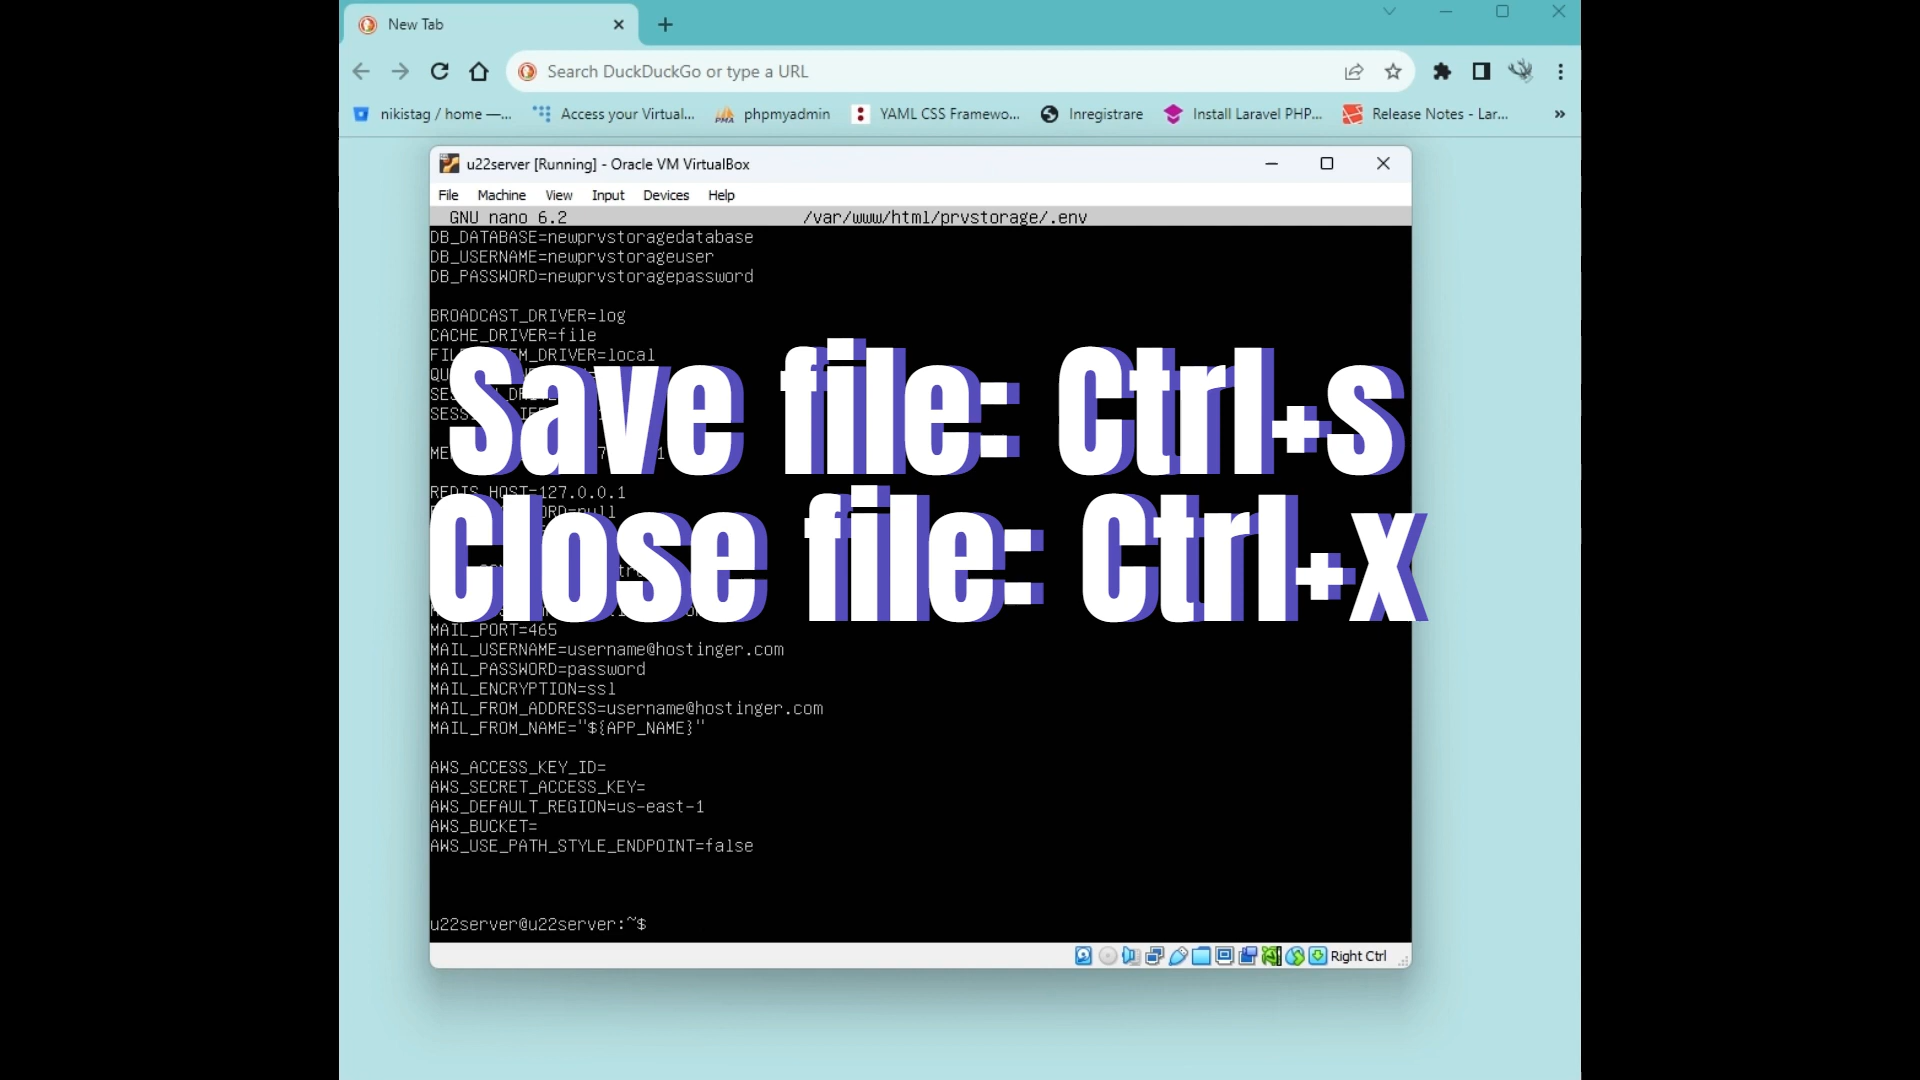 New Tab
Search DuckDuckGo or type a URL
nikistag / home —...
Access your Virtual...
phpmyadmin
YAML CSS Framewo...
Inregistrare
Install Laravel PHP...
Release Notes - Lar...
»
u22server [Running] - Oracle VM VirtualBox
File Machine View Input Devices Help
GNU nano 6.2 /var/www/html/prvstorage/.env
DB_DATABASE=newprvstoragedatabase
DB_USERNAME=newprvstorageuser
DB_PASSWORD=newprvstoragepassword
BROADCAST_DRIVER=log
CACHE_DRIVER=file
Save file: Ctrl+s
Close file: Ctrl+x
REDIS_HOST=127.0.0.1
MAIL_PORT=465
MAIL_USERNAME=username@hostinger.com
MAIL_PASSWORD=password
MAIL_ENCRYPTION=ssl
MAIL_FROM_ADDRESS=username@hostinger.com
MAIL_FROM_NAME="${APP_NAME}"
AWS_ACCESS_KEY_ID=
AWS_SECRET_ACCESS_KEY=
AWS_DEFAULT_REGION=us-east-1
AWS_BUCKET=
AWS_USE_PATH_STYLE_ENDPOINT=false
u22server@u22server:~$
Right Ctrl